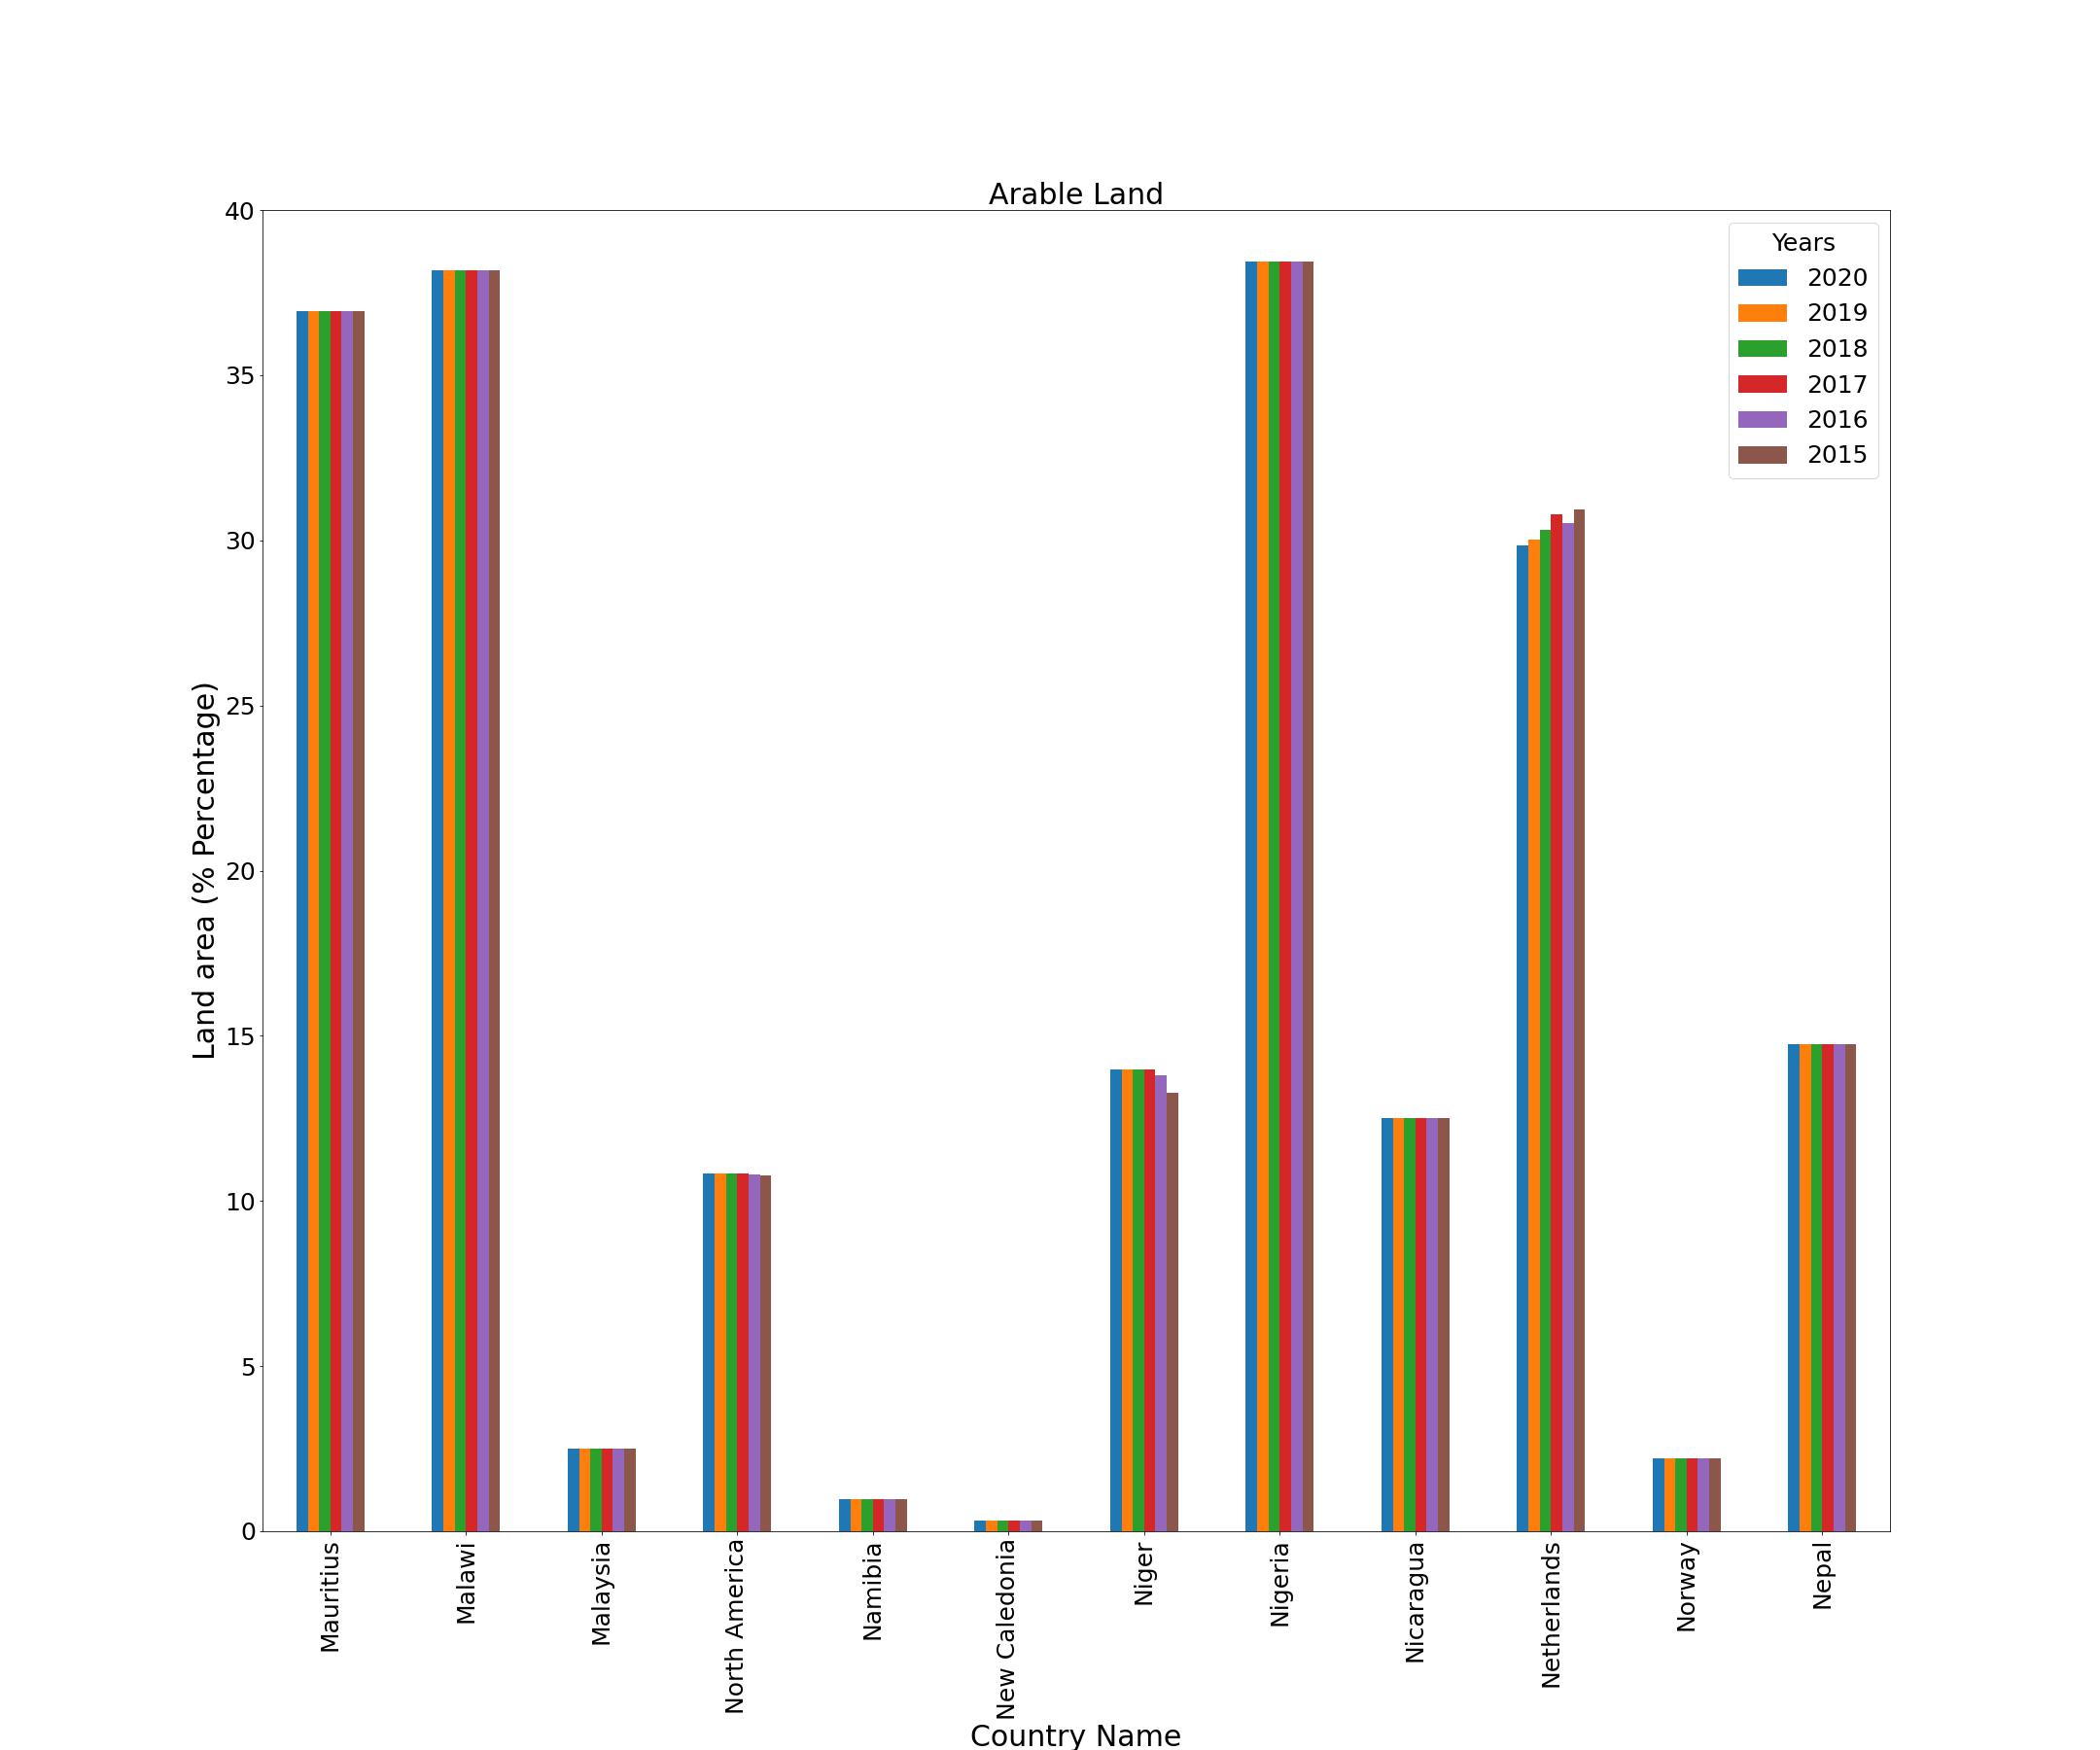 Arable Land
Land area (% Percentage)
40
35
30
25
20
15
10
5
0
Years
2020
2019
2018
2017
2016
2015
Mauritius
Malawi
Malaysia
North America
Namibia
New Caledonia
Niger
Nigeria
Nicaragua
Netherlands
Norway
Nepal
Country Name